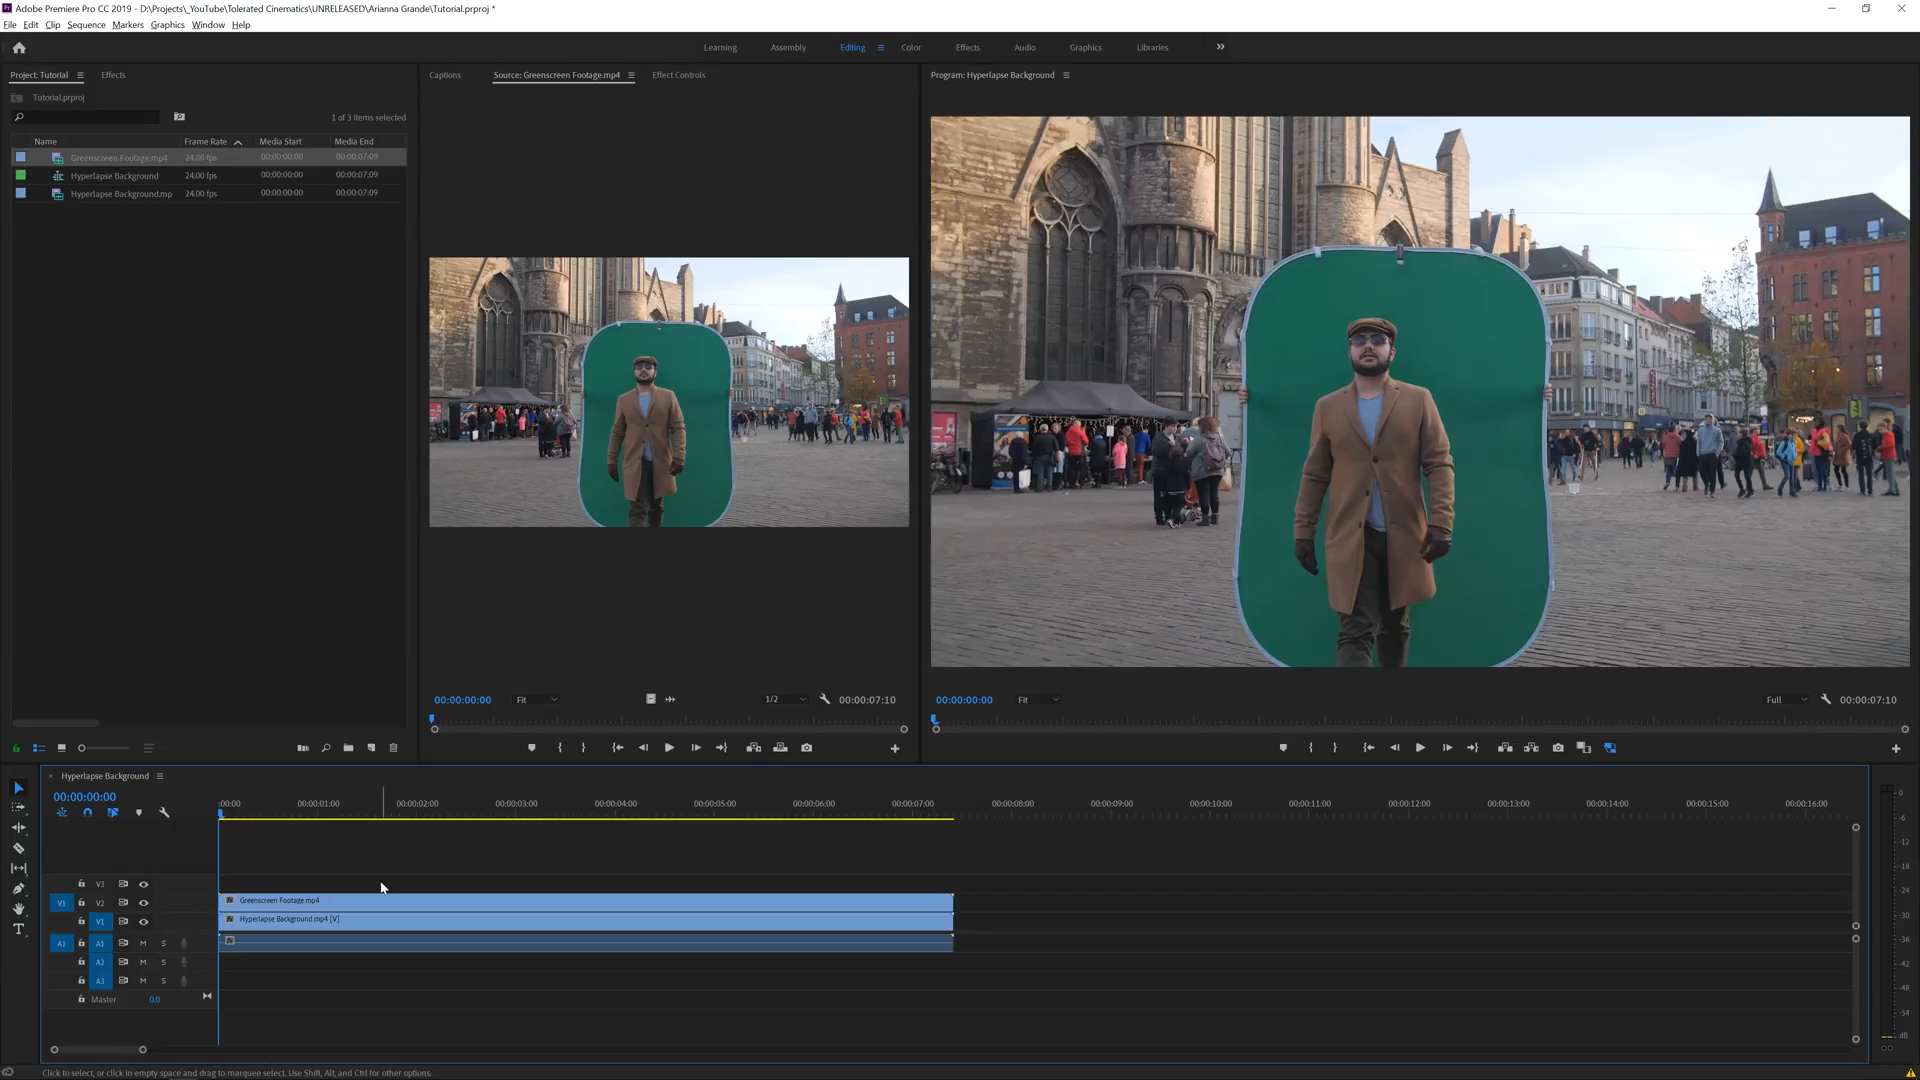 Adobe Premiere Pro CC 2019 - D:\Projects\_YouTube\Tolerated Cinematics\UNRELEASED\Arianna Grande\Tutorial.prproj *
File Edit Clip Sequence Markers Graphics Window Help
Learning Assembly Editing Color Effects Audio Graphics Libraries
Project: Tutorial Effects
Captions Source: Greenscreen Footage.mp4 Effect Controls
Program: Hyperlapse Background
Tutorial.prproj
1 of 3 items selected
Name Frame Rate Media Start Media End
Greenscreen Footage.mp4 24.00 fps 00:00:00:00 00:00:07:09
Hyperlapse Background 24.00 fps 00:00:00:00 00:00:07:09
Hyperlapse Background.mp 24.00 fps 00:00:00:00 00:00:07:09
00:00:00:00 Fit 1/2 00:00:07:10
00:00:00:00 Fit Full 00:00:07:10
Hyperlapse Background
00:00:00:00
:00:00 00:00:01:00 00:00:02:00 00:00:03:00 00:00:04:00 00:00:05:00 00:00:06:00 00:00:07:00 00:00:08:00 00:00:09:00 00:00:10:00 00:00:11:00 00:00:12:00 00:00:13:00 00:00:14:00 00:00:15:00 00:00:16:00
V3
V1 V2 Greenscreen Footage.mp4
V1 Hyperlapse Background.mp4 [V]
A1 A1 M S
A2 M S
A3 M S
Master 0.0
0
-6
-12
-18
-24
-30
-36
-42
-48
-54
dB
Click to select, or click in empty space and drag to marquee select. Use Shift, Alt, and Ctrl for other options.